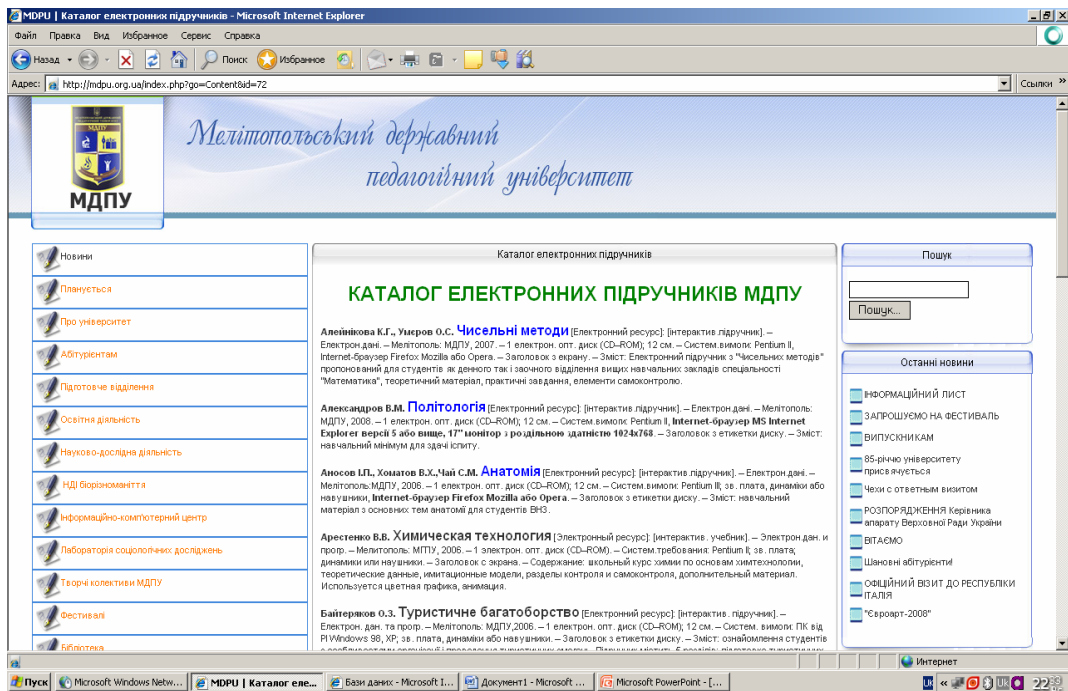 MDPU | Каталог електронних підручників - Microsoft Internet Explorer
Файл Правка Вид Избранное Сервис Справка
Назад Поиск Избранное
Адрес: http://mdpu.org.ua/index.php?go=Content&id=72 Ссылки »
МДПУ
Мелітопольський державний
педагогічний університет
МДПУ
Новини
Планується
Про університет
Абітурієнтам
Підготовче відділення
Освітня діяльність
Науково-дослідна діяльність
НДІ біорізноманіття
Інформаційно-комп'ютерний центр
Лабораторія соціологічних досліджень
Творчі колективи МДПУ
Фестивалі
Бібліотека
Каталог електронних підручників
КАТАЛОГ ЕЛЕКТРОННИХ ПІДРУЧНИКІВ МДПУ
Алейнікова К.Г., Умєров О.С. Чисельні методи [Електронний ресурс]: [інтерактив.підручник]. –
Електрон.дані. – Мелітополь: МДПУ, 2007. – 1 електрон. опт. диск (CD–ROM); 12 см. – Систем.вимоги: Pentium II,
Internet-браузер Firefox Mozilla або Opera. – Заголовок з екрану. – Зміст: Електронний підручник з "Чисельних методів"
пропонований для студентів як денного так і заочного відділення вищих навчальних закладів спеціальності
"Математика", теоретичний матеріал, практичні завдання, елементи самоконтролю.
Александров В.М. Політологія [Електронний ресурс]: [інтерактив.підручник]. – Електрон.дані. – Мелітополь:
МДПУ, 2008. – 1 електрон. опт. диск (CD–ROM); 12 см. – Систем.вимоги: Pentium II, Internet-браузер MS Internet
Explorer версії 5 або вище, 17" монітор з роздільною здатністю 1024x768. – Заголовок з етикетки диску. – Зміст:
навчальний мінімум для здачі іспиту.
Аносов І.П., Хоматов В.Х.,Чай С.М. Анатомія [Електронний ресурс]: [інтерактив.підручник]. – Електрон.дані. –
Мелітополь:МДПУ, 2006. – 1 електрон. опт. диск (CD–ROM); 12 см. – Систем.вимоги: Pentium II; зв. плата, динаміки або
навушники, Internet-браузер Firefox Mozilla або Opera. – Заголовок з етикетки диску. – Зміст: навчальний
матеріал з основних тем анатомії для студентів ВНЗ.
Арестенко В.В. Химическая технология [Электронный ресурс]: [интерактив. учебник]. – Электрон.дан. и
прогр. – Мелитополь: МГПУ, 2006. – 1 электрон. опт. диск (CD–ROM). – Систем.требования: Pentium II; зв. плата;
динамики или наушники. – Заголовок с экрана. – Содержание: школьный курс химии по основам химтехнологии,
теоретические данные, имитационные модели, разделы контроля и самоконтроля, дополнительный материал.
Используется цветная графика, анимация.
Байтеряков О.З. Туристичне багатоборство [Електронний ресурс]: [інтерактив. підручник]. –
Електрон. дан. та прогр. – Мелітополь: МДПУ,2006. – 1 електрон. опт. диск (CD–ROM); 12 см. – Систем. вимоги: ПК від
PI Windows 98, XP; зв. плата, динаміки або навушники. – Заголовок з етикетки диску. – Зміст: ознайомлення студентів
Пошук
Пошук...
Останні новини
ІНФОРМАЦІЙНИЙ ЛИСТ
ЗАПРОШУЄМО НА ФЕСТИВАЛЬ
ВИПУСКНИКАМ
85-річчю університету
присвячується
Чехи с ответным визитом
РОЗПОРЯДЖЕННЯ Керівника
апарату Верховної Ради України
ВІТАЄМО
Шановні абітурієнти!
ОФІЦІЙНИЙ ВІЗИТ ДО РЕСПУБЛІКИ
ІТАЛІЯ
"Євроарт-2008"
Интернет
Пуск Microsoft Windows Netw... MDPU | Каталог еле... Бази даних - Microsoft I... Документ1 - Microsoft ... Microsoft PowerPoint - [... Uk « Uk 22